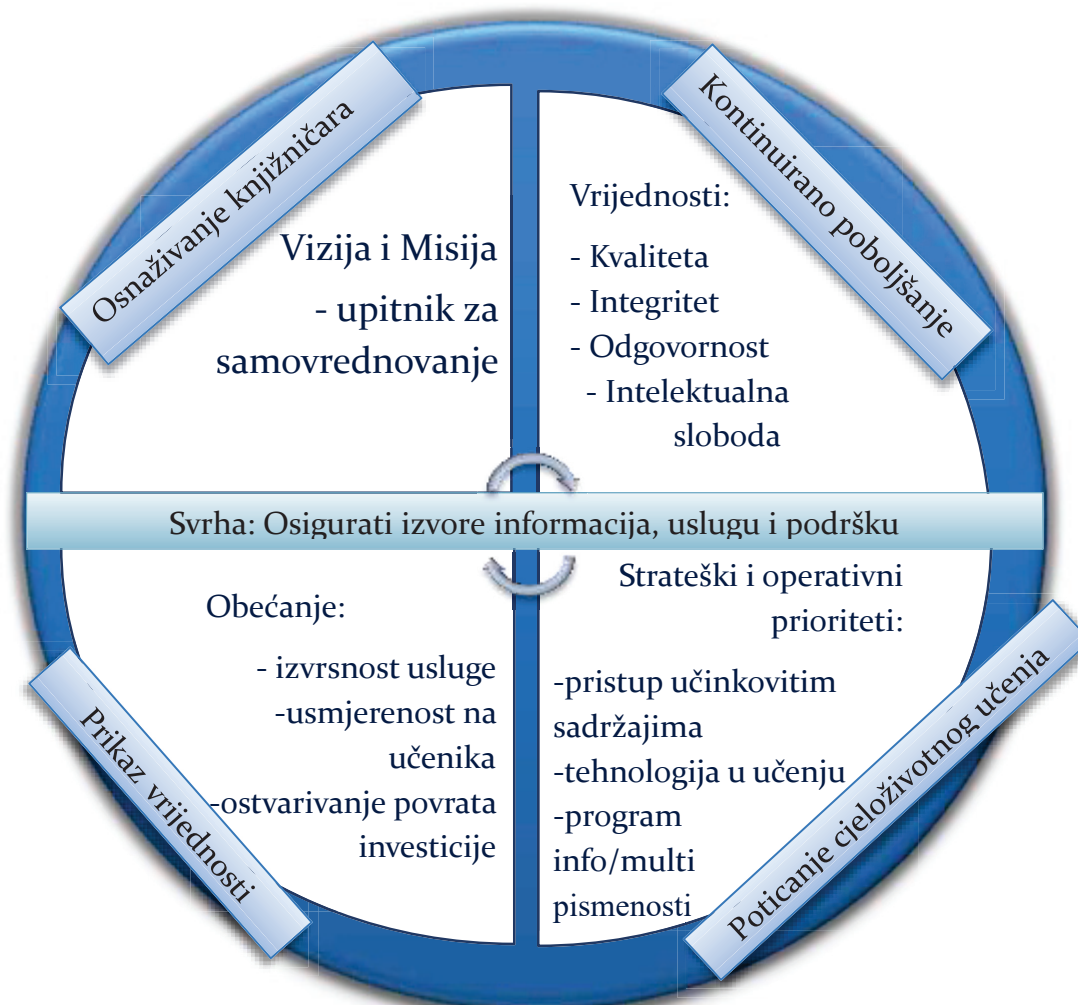 Osnaživanje knjižničara
Kontinuirano poboljšanje
Vizija i Misija
- upitnik za
samovrednovanje
Vrijednosti:
- Kvaliteta
- Integritet
- Odgovornost
- Intelektualna
sloboda
Svrha: Osigurati izvore informacija, uslugu i podršku
Obećanje:
- izvrsnost usluge
-usmjerenost na
učenika
-ostvarivanje povrata
investicije
Strateški i operativni
prioriteti:
-pristup učinkovitim
sadržajima
-tehnologija u učenju
-program
info/multi
pismenosti
Prikaz vrijednosti
Poticanje cjeloživotnog učenja